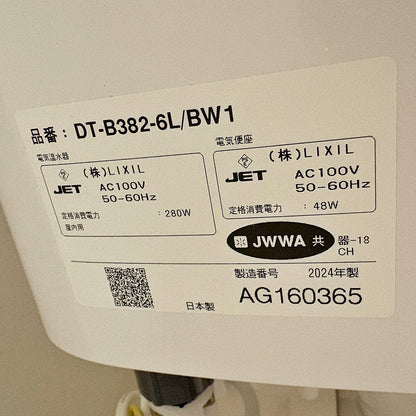 品番: DT-B382-6L/BW1
電気温水器
電気便座
JET
(株)LIXIL
AC100V
50-60Hz
定格消費電力 : 280W
屋内用
JET
(株)LIXIL
AC100V
50-60Hz
定格消費電力 : 48W
JWWA 共 器-18
CH
製造番号 2024年製
日本製 AG160365